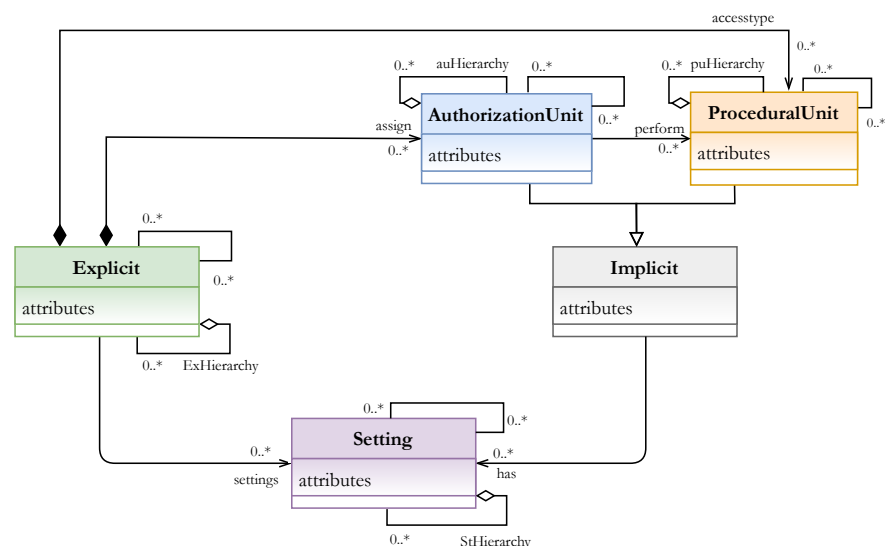 accesstype
0..*
0..*
auHierarchy
0..*
0..*
puHierarchy
0..*
AuthorizationUnit
ProceduralUnit
assign
0..*
0..*
perform
0..*
0..*
attributes
attributes
0..*
Explicit
0..*
Implicit
attributes
attributes
0..*
ExHierarchy
0..*
0..*
Setting
0..*
0..*
settings
attributes
has
0..*
StHierarchy